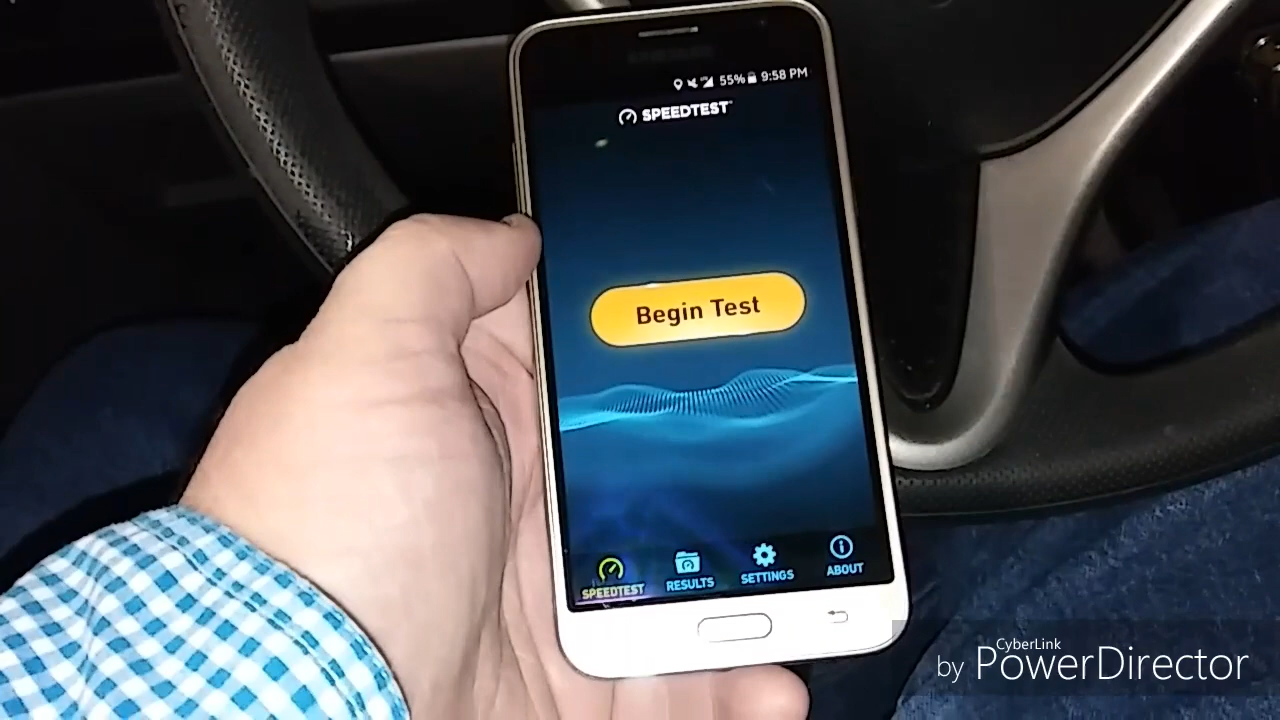 55% 9:58 PM
SPEEDTEST
Begin Test
SPEEDTEST RESULTS SETTINGS ABOUT
CyberLink
by PowerDirector